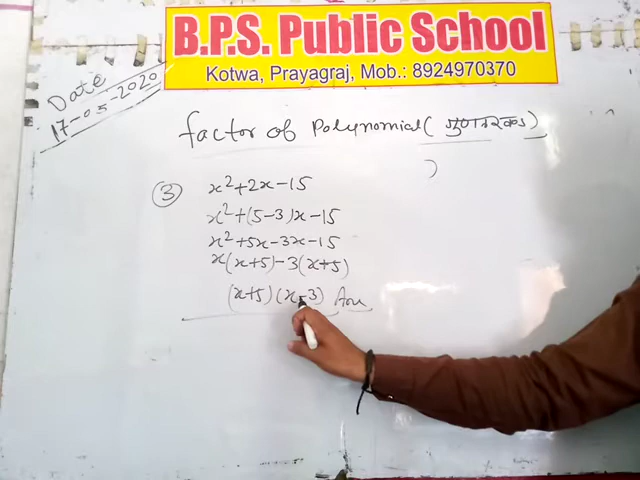 B.P.S. Public School
Kotwa, Prayagraj, Mob.: 8924970370
Date
17-05-2020
factor of Polynomial (गुणनखण्ड)
③ x²+2x-15
x²+(5-3)x-15
x²+5x-3x-15
x(x+5)-3(x+5)
(x+5)(x-3) Ans